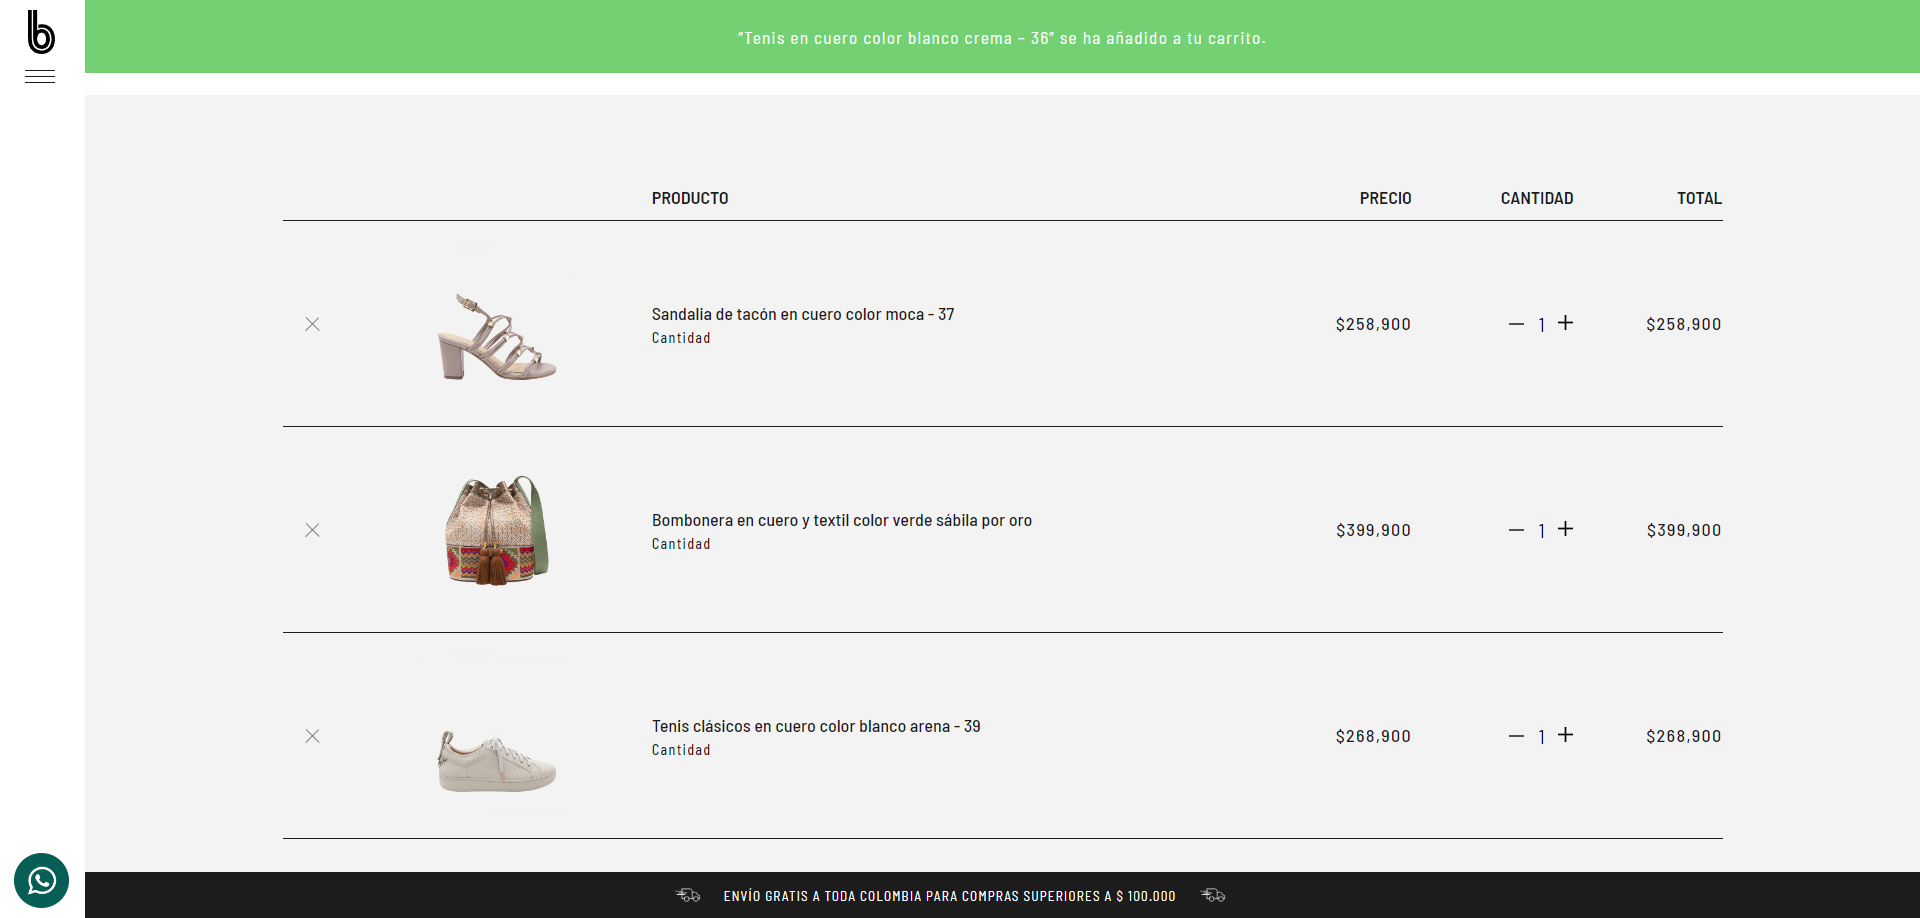 b
"Tenis en cuero color blanco crema – 36" se ha añadido a tu carrito.
PRODUCTO PRECIO CANTIDAD TOTAL
Sandalia de tacón en cuero color moca - 37
Cantidad
$258,900 — 1 + $258,900
Bombonera en cuero y textil color verde sábila por oro
Cantidad
$399,900 — 1 + $399,900
Tenis clásicos en cuero color blanco arena - 39
Cantidad
$268,900 — 1 + $268,900
ENVÍO GRATIS A TODA COLOMBIA PARA COMPRAS SUPERIORES A $ 100.000